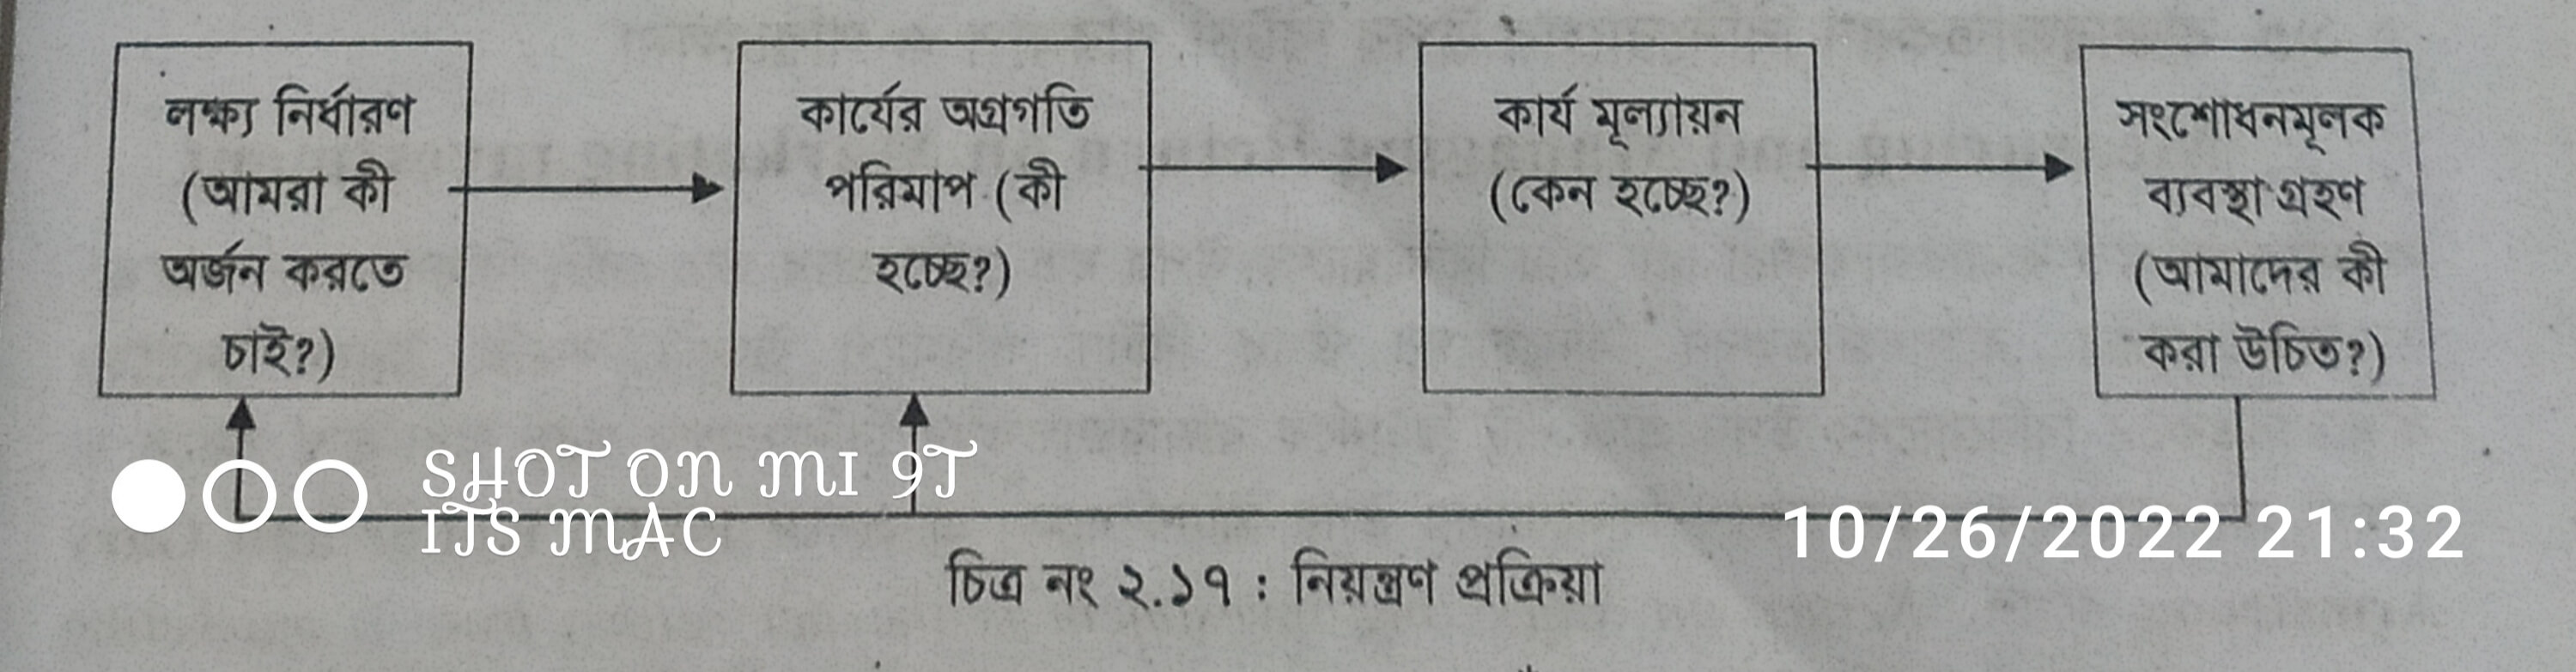 লক্ষ্য নির্ধারণ
(আমরা কী
অর্জন করতে
চাই?)
কার্যের অগ্রগতি
পরিমাপ (কী
হচ্ছে?)
কার্য মূল্যায়ন
(কেন হচ্ছে?)
সংশোধনমূলক
ব্যবস্থা গ্রহণ
(আমাদের কী
করা উচিত?)
SHOT ON MI 9T
ITS MAC
10/26/2022 21:32
চিত্র নং ২.১৭ : নিয়ন্ত্রণ প্রক্রিয়া